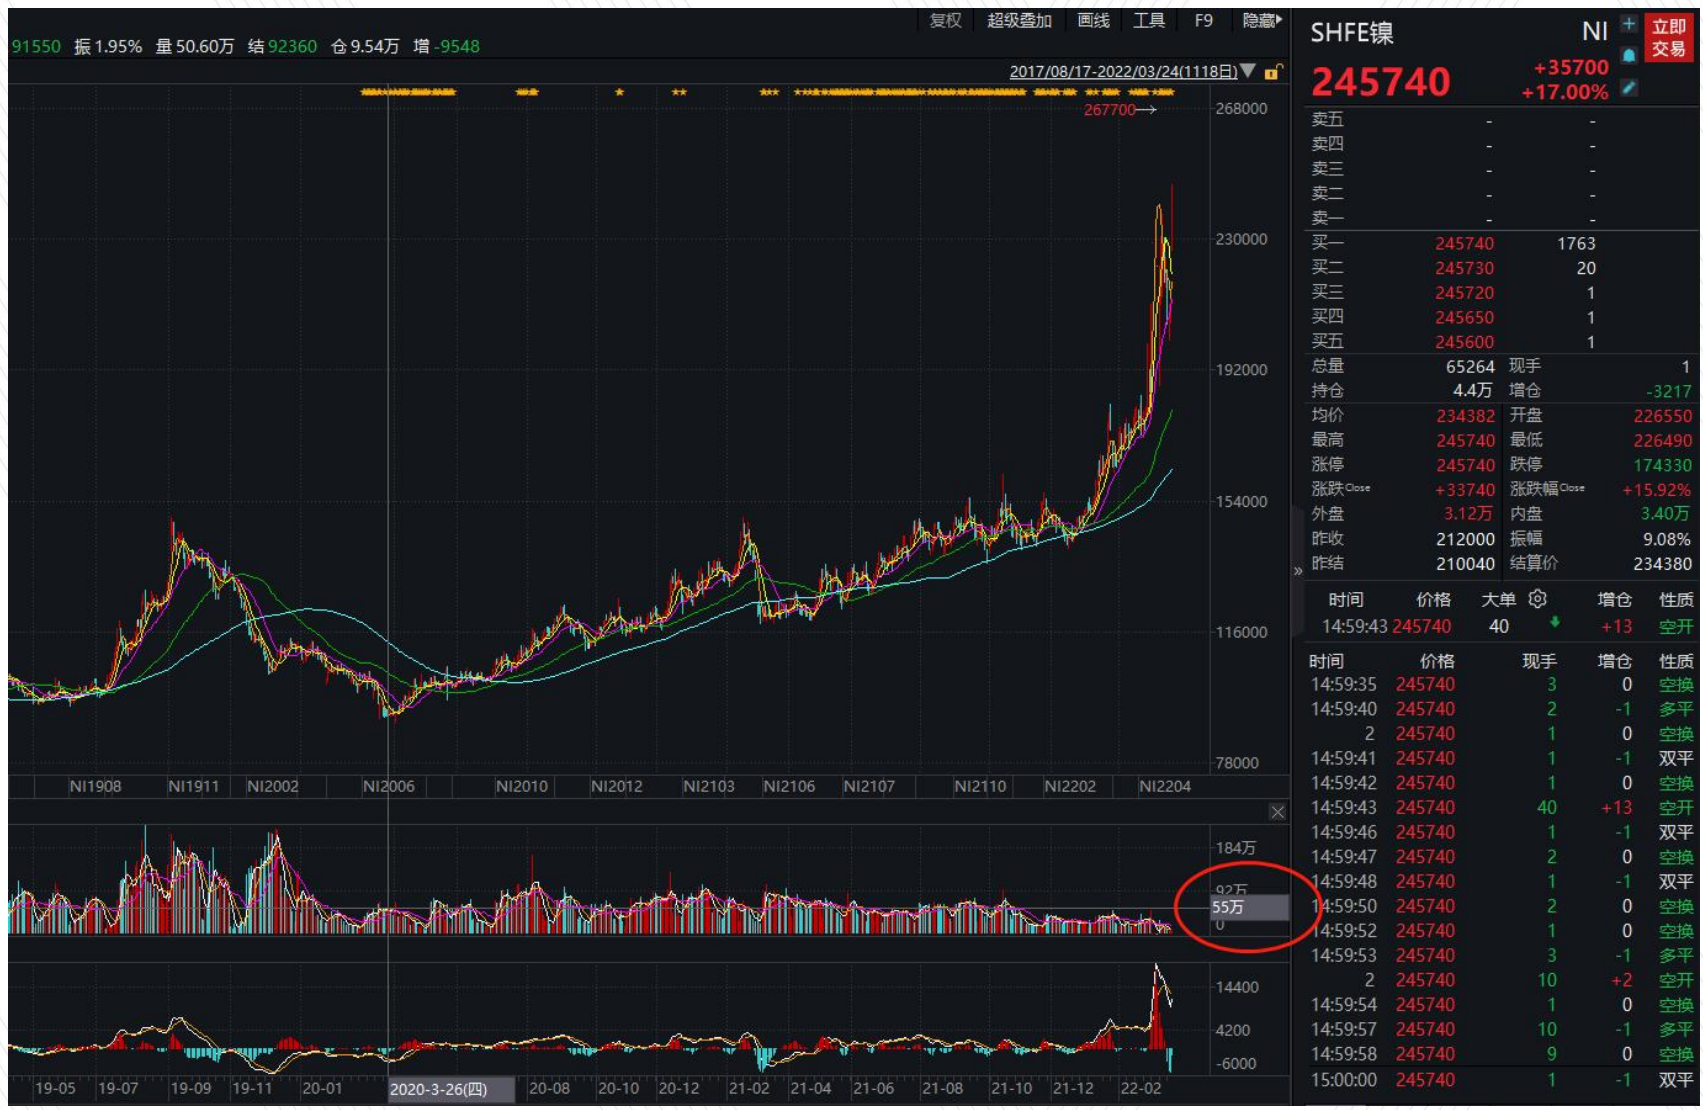 复权 超级叠加 画线 工具 F9 隐藏
91550 振1.95% 量50.60万 结92360 仓9.54万 增-9548
2017/08/17-2022/03/24(1118日)
267700
268000
230000
192000
154000
116000
78000
NI1908 NI1911 NI2002 NI2006 NI2010 NI2012 NI2103 NI2106 NI2107 NI2110 NI2202 NI2204
184万
92万
55万
0
14400
4200
-6000
19-05 19-07 19-09 19-11 20-01 2020-3-26(四) 20-08 20-10 20-12 21-02 21-04 21-06 21-08 21-10 21-12 22-02
SHFE镍 NI
立即
交易
245740 +35700
+17.00%
卖五 - -
卖四 - -
卖三 - -
卖二 - -
卖一 - -
买一 245740 1763
买二 245730 20
买三 245720 1
买四 245650 1
买五 245600 1
总量 65264 现手 1
持仓 4.4万 增仓 -3217
均价 234382 开盘 226550
最高 245740 最低 226490
涨停 245740 跌停 174330
涨跌Close +33740 涨跌幅Close +15.92%
外盘 3.12万 内盘 3.40万
昨收 212000 振幅 9.08%
昨结 210040 结算价 234380
时间 价格 大单 增仓 性质
14:59:43 245740 40 +13 空开
时间 价格 现手 增仓 性质
14:59:35 245740 3 0 空换
14:59:40 245740 2 -1 多平
2 245740 1 0 空换
14:59:41 245740 1 -1 双平
14:59:42 245740 1 0 空换
14:59:43 245740 40 +13 空开
14:59:46 245740 1 -1 双平
14:59:47 245740 2 0 空换
14:59:48 245740 1 -1 双平
14:59:50 245740 2 0 空换
14:59:52 245740 1 0 空换
14:59:53 245740 3 -1 多平
2 245740 10 +2 空开
14:59:54 245740 1 0 空换
14:59:57 245740 10 -1 多平
14:59:58 245740 9 0 空换
15:00:00 245740 1 -1 双平